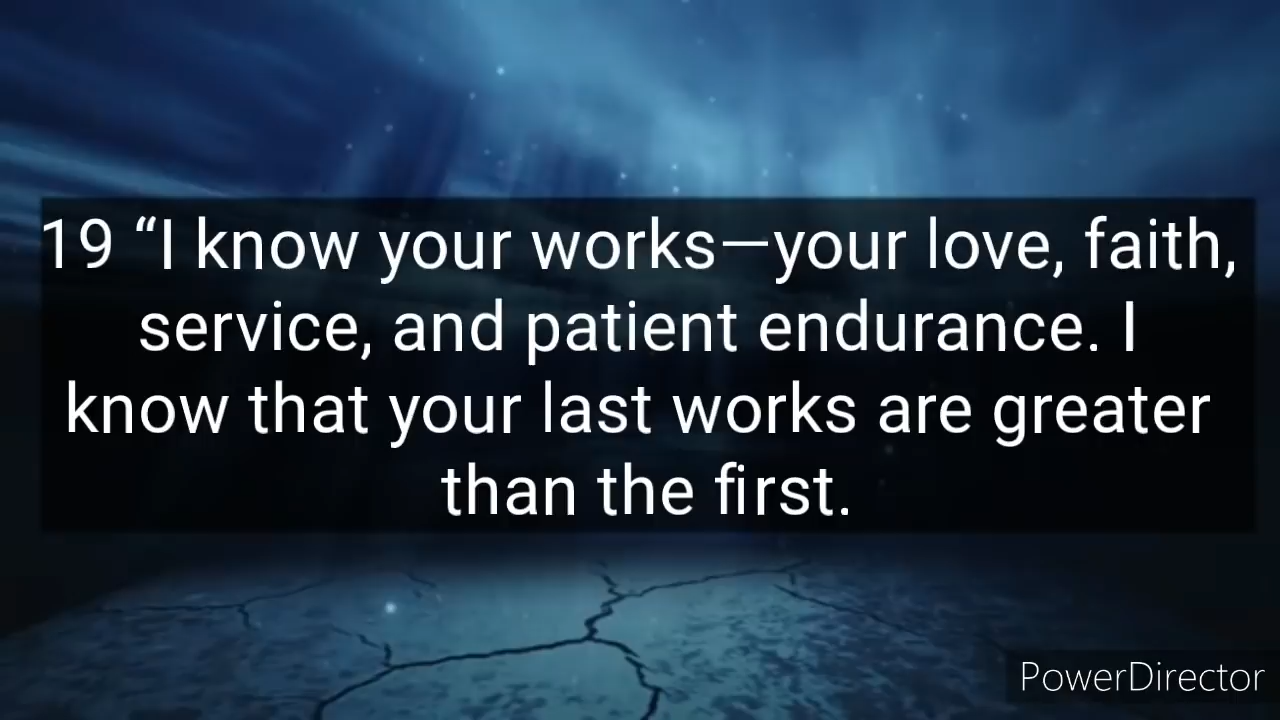 19 “I know your works—your love, faith,
service, and patient endurance. I
know that your last works are greater
than the first.
PowerDirector